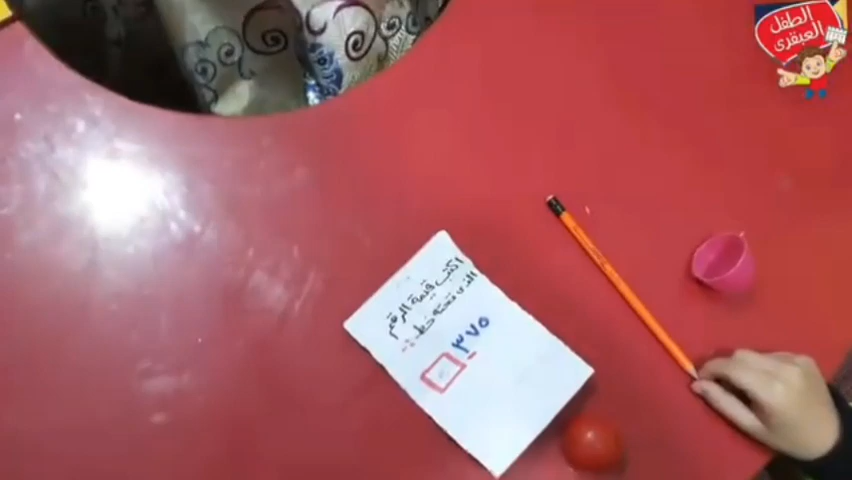 الطفل
العبقري
اكتب قيمة الرقم
الذي تحته خط :-
٣٧٥